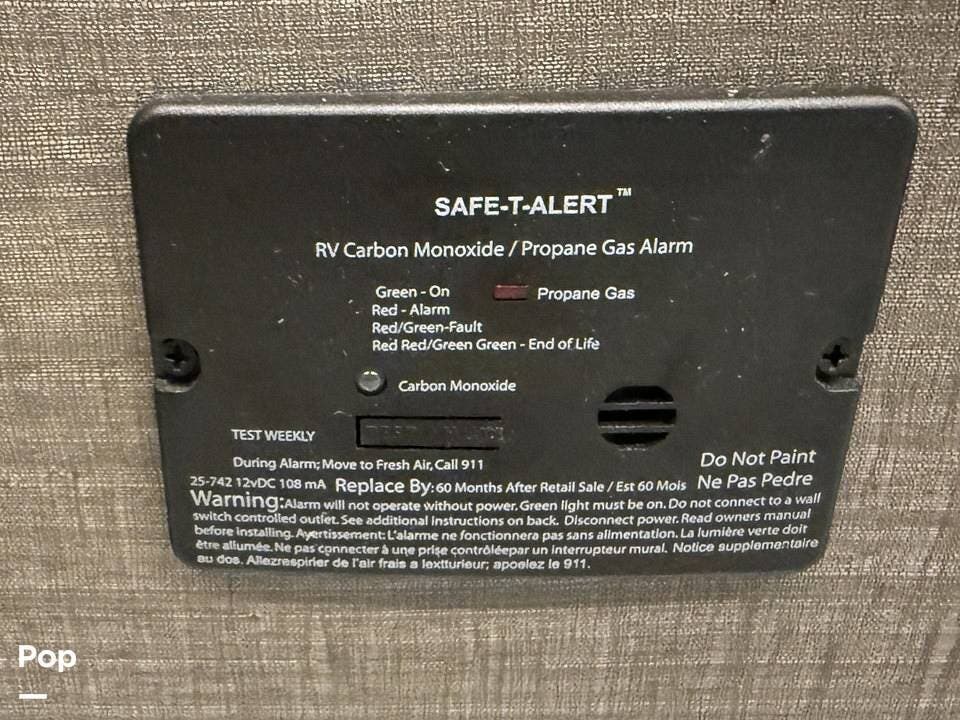 SAFE-T-ALERT™
RV Carbon Monoxide / Propane Gas Alarm
Green - On
Propane Gas
Red - Alarm
Red/Green-Fault
Red Red/Green Green - End of Life
Carbon Monoxide
TEST WEEKLY
During Alarm; Move to Fresh Air, Call 911
Do Not Paint
25-742 12vDC 108 mA Replace By: 60 Months After Retail Sale / Est 60 Mois Ne Pas Pedre
Warning: Alarm will not operate without power. Green light must be on. Do not connect to a wall
switch controlled outlet. See additional instructions on back. Disconnect power. Read owners manual
before installing. Avertissement: L'alarme ne fonctionnera pas sans alimentation. La lumière verte doit
être allumée. Ne pas connecter à une prise contrôléepar un interrupteur mural. Notice supplementaire
au dos. Allezrespirier de l'air frais a lextturieur; apoelez le 911.
Pop